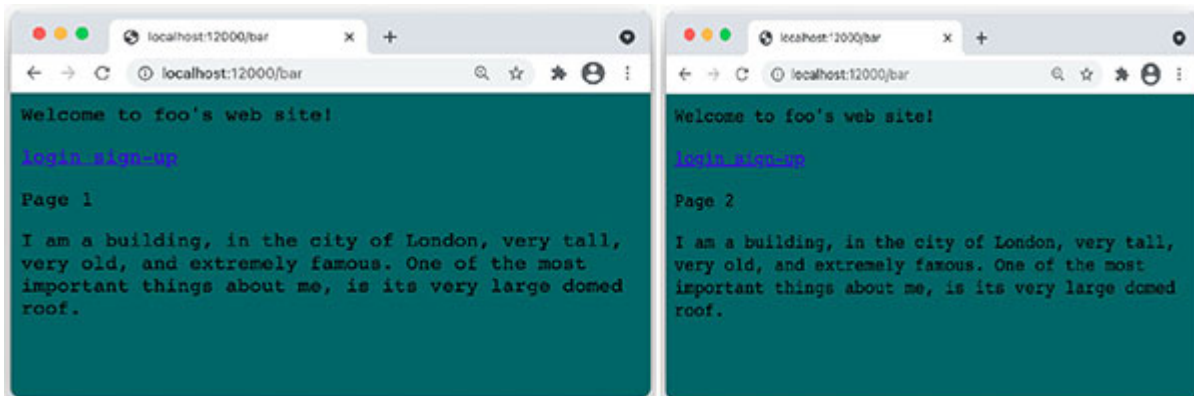 localhost:12000/bar
localhost:12000/bar
Welcome to foo's web site!
login sign-up
Page 1
I am a building, in the city of London, very tall,
very old, and extremely famous. One of the most
important things about me, is its very large domed
roof.
localhost:12000/bar
localhost:12000/bar
Welcome to foo's web site!
login sign-up
Page 2
I am a building, in the city of London, very tall,
very old, and extremely famous. One of the most
important things about me, is its very large domed
roof.